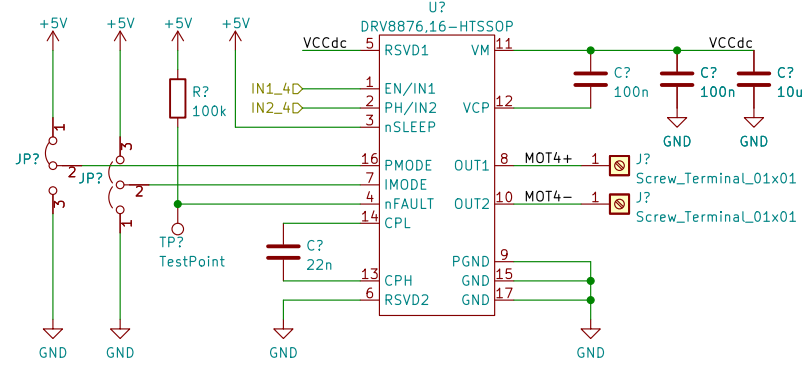 U?
DRV8876,16-HTSSOP
+5V +5V +5V +5V
VCCdc 5 RSVD1 VM 11 VCCdc
R?
100k
IN1_4 1 EN/IN1
IN2_4 2 PH/IN2 VCP 12
3 nSLEEP
C?
100n
C?
100n
C?
10u
GND GND
1
JP? 2
3
3
JP? 2
1
16 PMODE OUT1 8 MOT4+ 1 J?
Screw_Terminal_01x01
7 IMODE
4 nFAULT OUT2 10 MOT4- 1 J?
Screw_Terminal_01x01
14 CPL
TP?
TestPoint
C?
22n
PGND 9
13 CPH GND 15
6 RSVD2 GND 17
GND GND GND GND